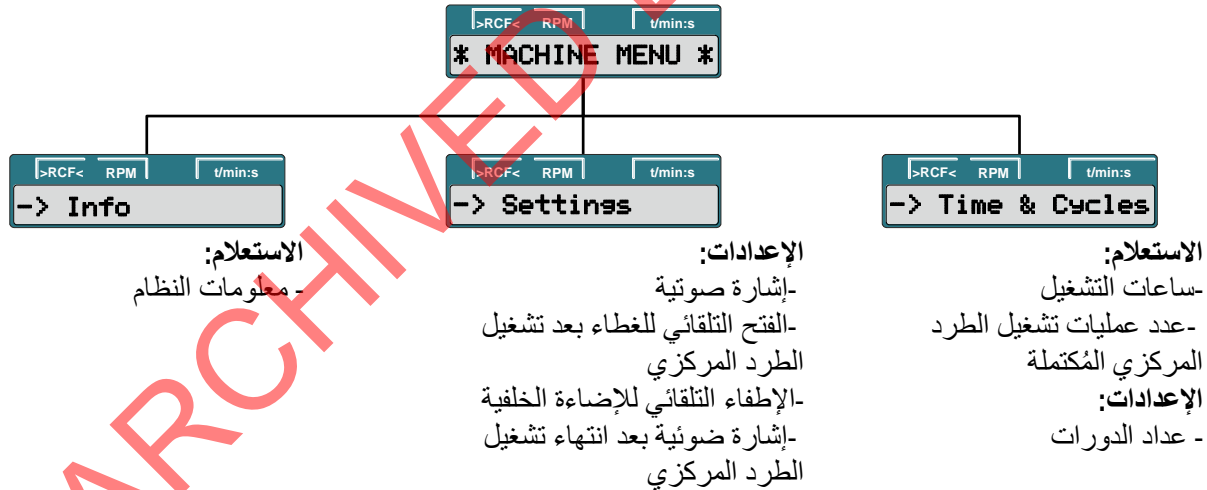 >RCF< RPM t/min:s
* MACHINE MENU *
>RCF< RPM t/min:s
-> Info
>RCF< RPM t/min:s
-> Settings
>RCF< RPM t/min:s
-> Time & Cycles
الاستعلام:
- معلومات النظام
الإعدادات:
-إشارة صوتية
-الفتح التلقائي للغطاء بعد تشغيل
الطرد المركزي
-الإطفاء التلقائي للإضاءة الخلفية
-إشارة ضوئية بعد انتهاء تشغيل
الطرد المركزي
الاستعلام:
-ساعات التشغيل
-عدد عمليات تشغيل الطرد
المركزي المُكتملة
الإعدادات:
- عداد الدورات
ARCHIVED